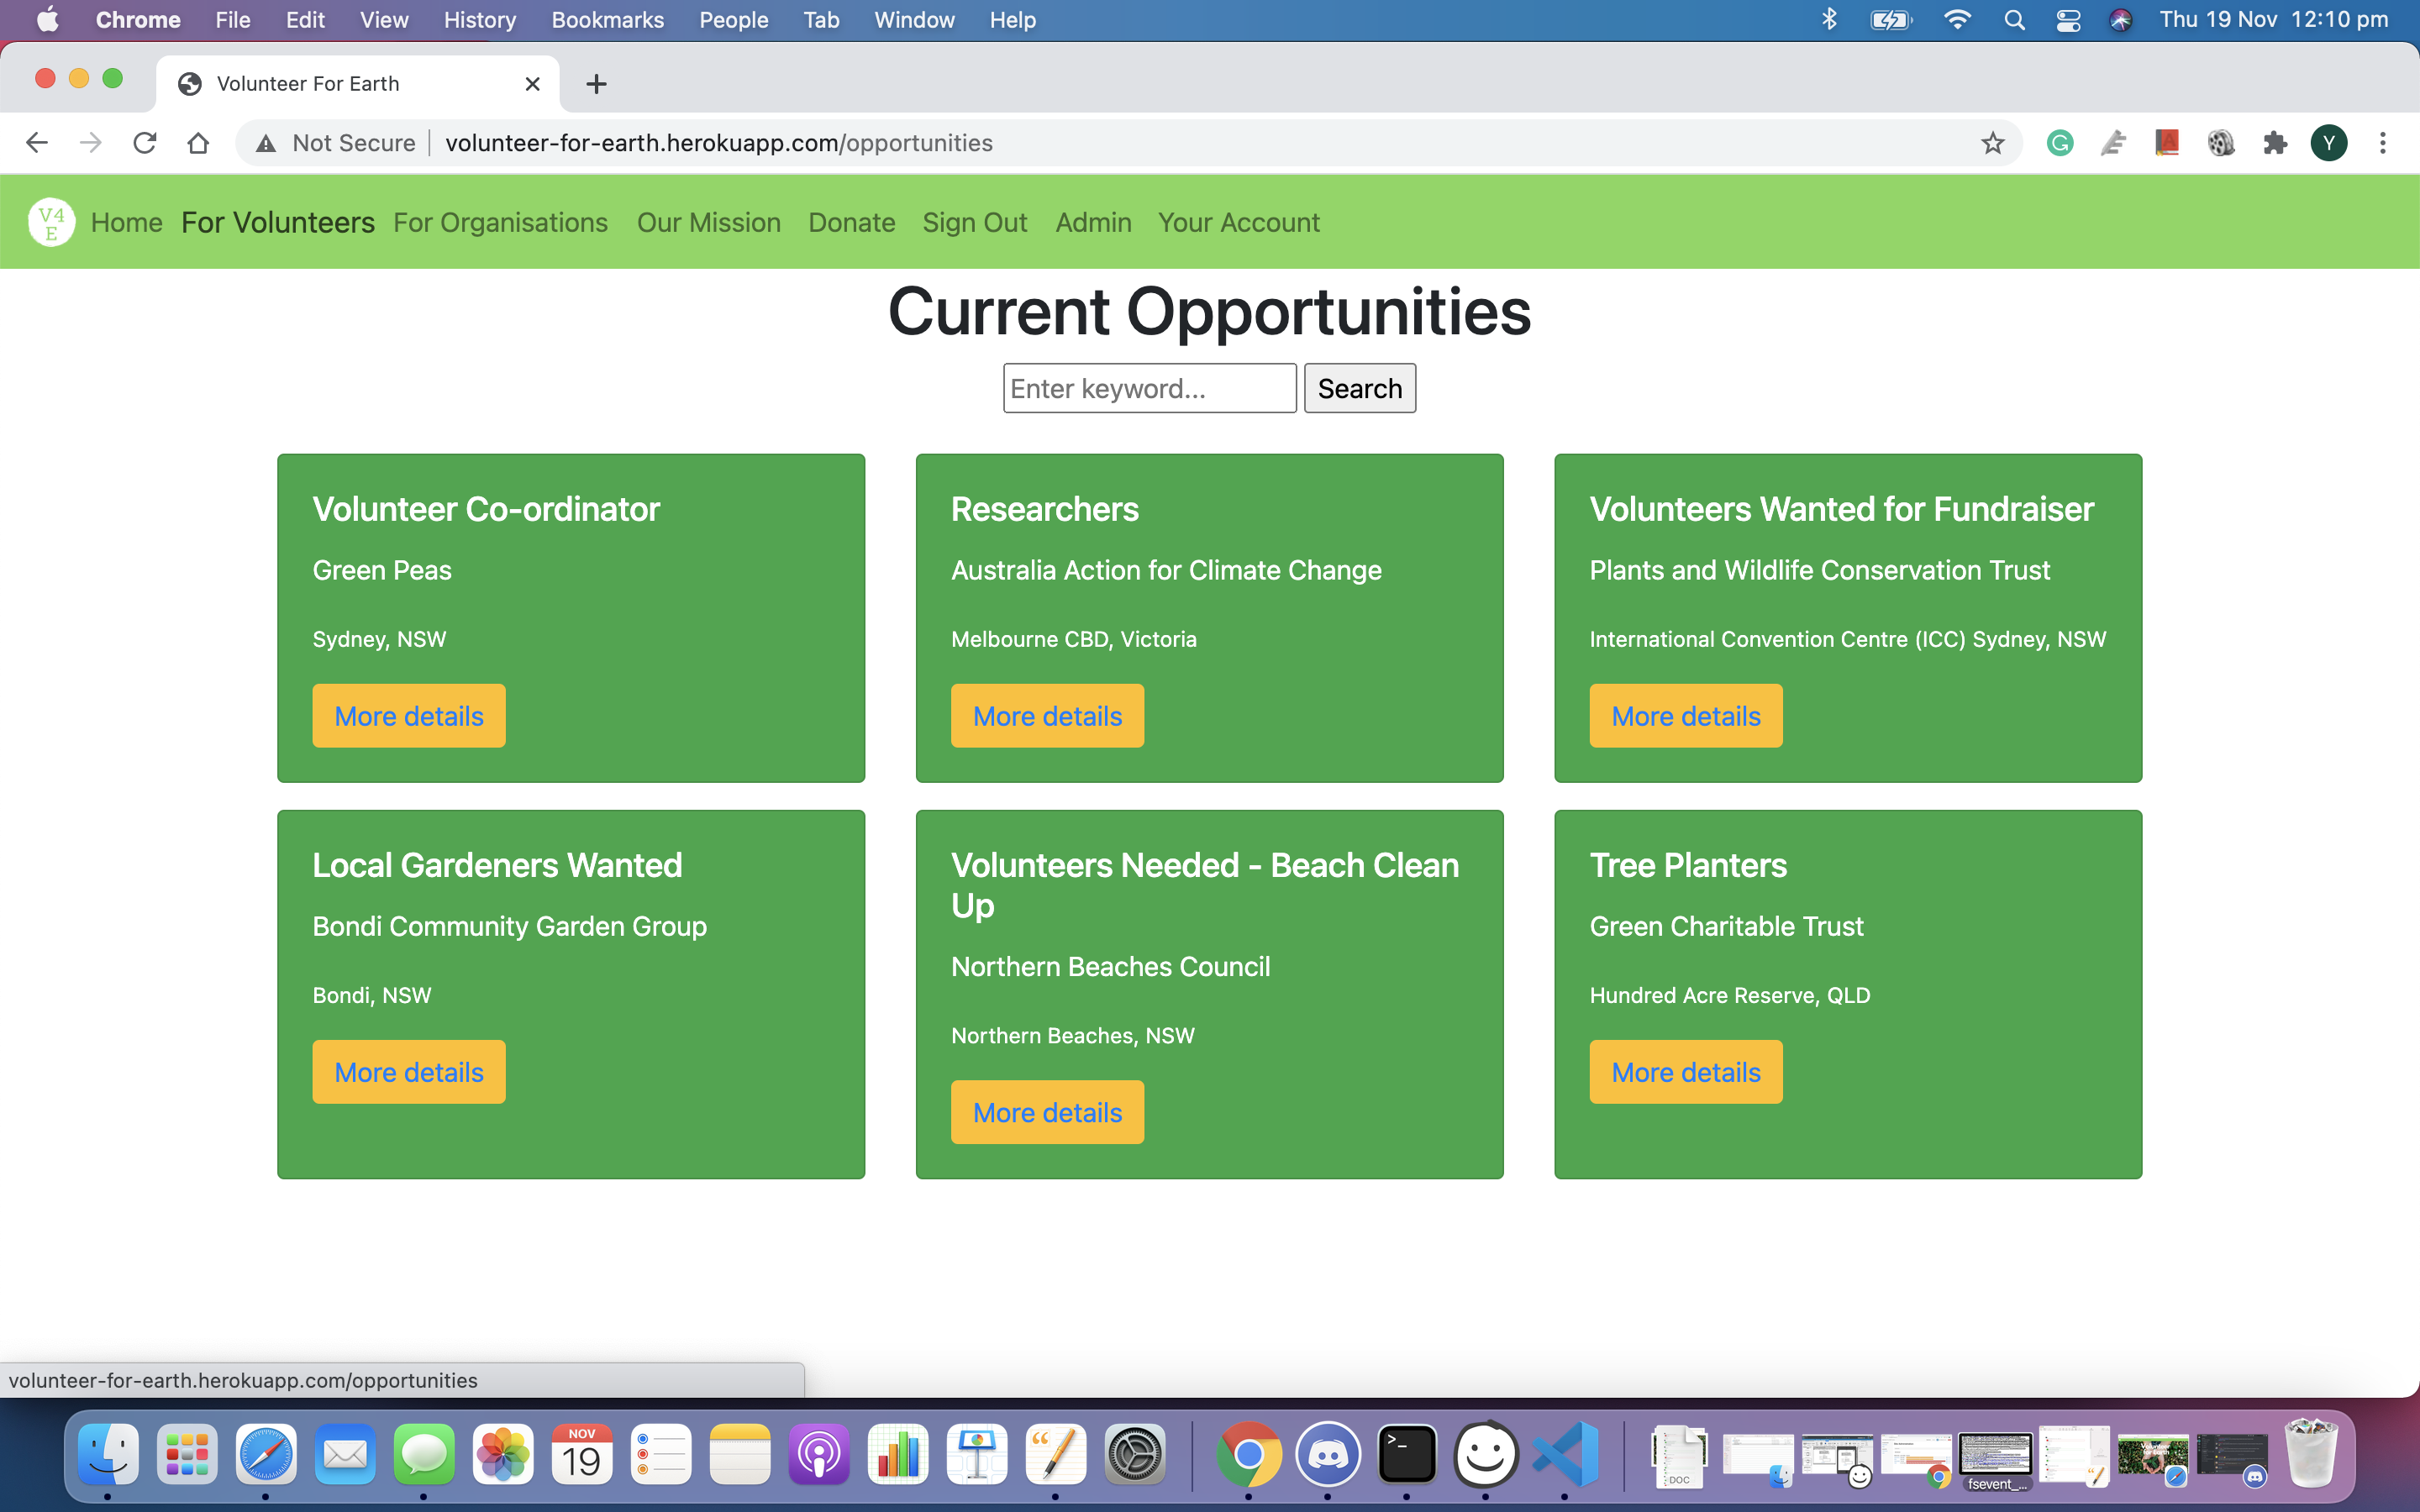 Chrome File Edit View History Bookmarks People Tab Window Help Thu 19 Nov 12:10 pm
Volunteer For Earth
Not Secure volunteer-for-earth.herokuapp.com/opportunities Y
V4
E
Home For Volunteers For Organisations Our Mission Donate Sign Out Admin Your Account
Current Opportunities
Enter keyword... Search
Volunteer Co-ordinator
Green Peas
Sydney, NSW
More details
Researchers
Australia Action for Climate Change
Melbourne CBD, Victoria
More details
Volunteers Wanted for Fundraiser
Plants and Wildlife Conservation Trust
International Convention Centre (ICC) Sydney, NSW
More details
Local Gardeners Wanted
Bondi Community Garden Group
Bondi, NSW
More details
Volunteers Needed - Beach Clean
Up
Northern Beaches Council
Northern Beaches, NSW
More details
Tree Planters
Green Charitable Trust
Hundred Acre Reserve, QLD
More details
volunteer-for-earth.herokuapp.com/opportunities
NOV
19
DOC
fsevent_...